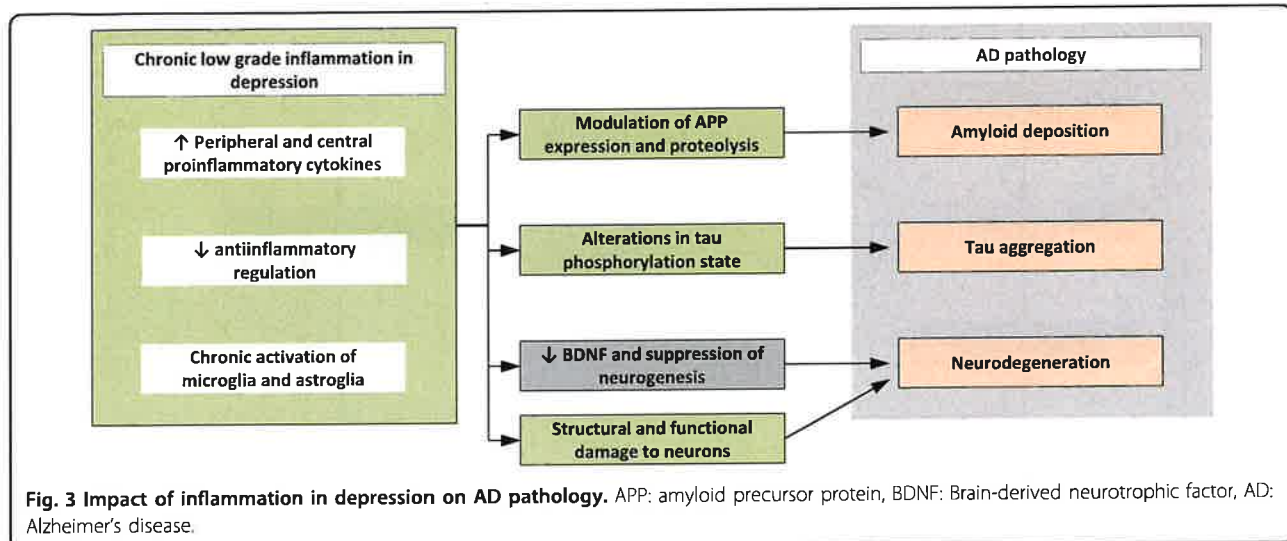 Chronic low grade inflammation in
depression
↑ Peripheral and central
proinflammatory cytokines
↓ antiinflammatory
regulation
Chronic activation of
microglia and astroglia
Modulation of APP
expression and proteolysis
Alterations in tau
phosphorylation state
↓ BDNF and suppression of
neurogenesis
Structural and functional
damage to neurons
AD pathology
Amyloid deposition
Tau aggregation
Neurodegeneration
Fig. 3 Impact of inflammation in depression on AD pathology. APP: amyloid precursor protein, BDNF: Brain-derived neurotrophic factor, AD:
Alzheimer's disease.